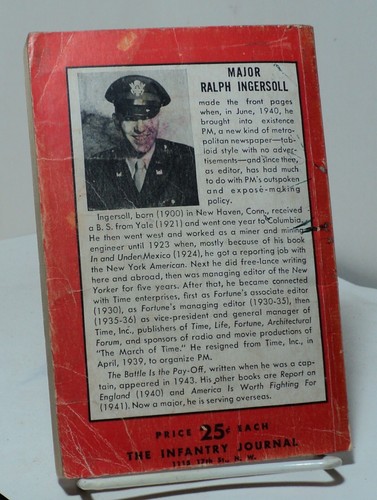 MAJOR
RALPH INGERSOLL
made the front pages
when, in June, 1940, he
brought into existence
PM, a new kind of metro-
politan newspaper—tab-
loid style with no adver-
tisements—and since then,
as editor, has had much
to do with PM's outspoken
and exposé-making
policy.
Ingersoll, born (1900) in New Haven, Conn., received
a B. S. from Yale (1921) and went one year to Columbia.
He then went west and worked as a miner and mining
engineer until 1923 when, mostly because of his book
In and Under Mexico (1924), he got a reporting job with
the New York American. Next he did free-lance writing
here and abroad, then was managing editor of the New
Yorker for five years. After that, he became connected
with Time enterprises, first as Fortune's associate editor
(1930), as Fortune's managing editor (1930-35), then
(1935-36) as vice-president and general manager of
Time, Inc., publishers of Time, Life, Fortune, Architectural
Forum, and sponsors of radio and movie productions of
"The March of Time." He resigned from Time, Inc., in
April, 1939, to organize PM.
The Battle Is the Pay-Off, written when he was a cap-
tain, appeared in 1943. His other books are Report on
England (1940) and America Is Worth Fighting For
(1941). Now a major, he is serving overseas.
PRICE 25¢ EACH
THE INFANTRY JOURNAL
1115 17th St., N. W.